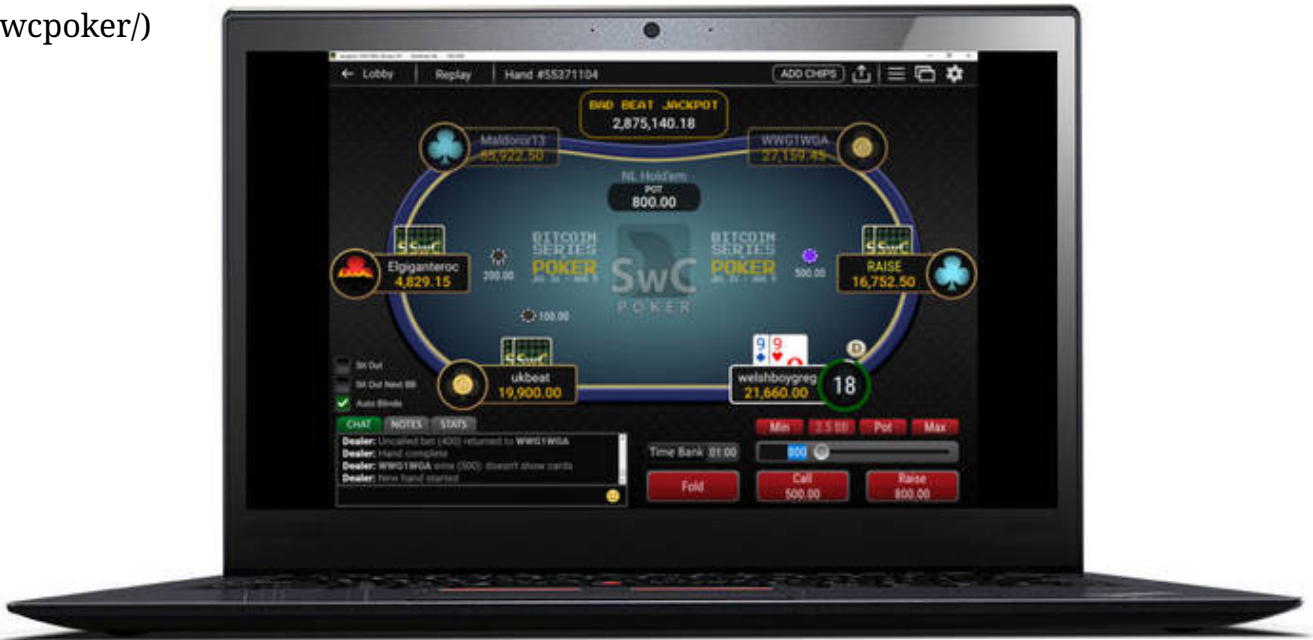 wcpoker/)
← Lobby Replay Hand #55371104 ADD CHIPS
BAD BEAT JACKPOT
2,875,140.18
Maldoror13
65,922.50
WWG1WGA
27,159.45
NL Hold'em
POT
800.00
SwC
Elgiganteroc
4,829.15
200.00
BITCOIN
SERIES
POKER
SwC
POKER
BITCOIN
SERIES
POKER
500.00
SwC
RAISE
16,752.50
100.00
SwC
ukbeat
19,900.00
9 9
D
welshboygreg
21,660.00
18
Sit Out
Sit Out Next BB
Auto Blinds
CHAT NOTES STATS
Dealer: Uncalled bet (400) returned to WWG1WGA
Dealer: Hand complete
Dealer: WWG1WGA wins (500) doesn't show cards
Dealer: New hand started
Time Bank 01:00
Min 2.5 BB Pot Max
800
Fold
Call
500.00
Raise
800.00